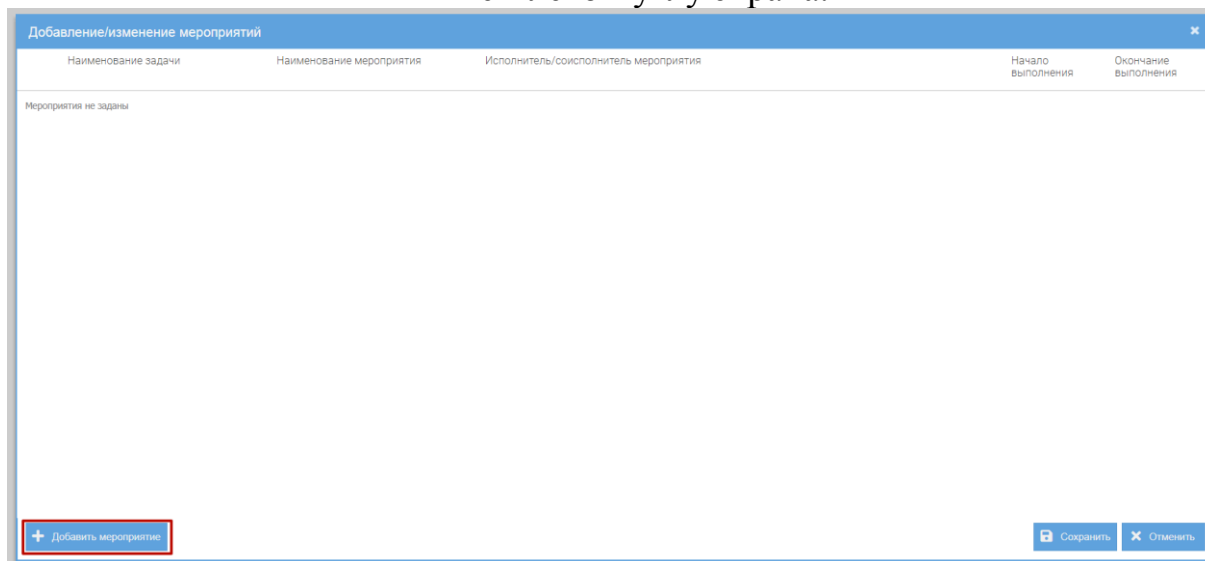 Добавление/изменение мероприятий
Наименование задачи Наименование мероприятия Исполнитель/соисполнитель мероприятия Начало выполнения Окончание выполнения
Мероприятия не заданы
Добавить мероприятие Сохранить Отменить